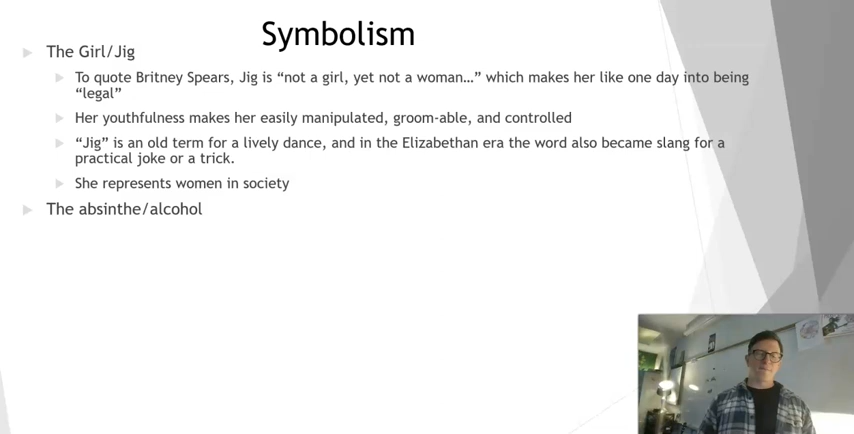 Symbolism
The Girl/Jig
To quote Britney Spears, Jig is “not a girl, yet not a woman…” which makes her like one day into being
“legal”
Her youthfulness makes her easily manipulated, groom-able, and controlled
“Jig” is an old term for a lively dance, and in the Elizabethan era the word also became slang for a
practical joke or a trick.
She represents women in society
The absinthe/alcohol